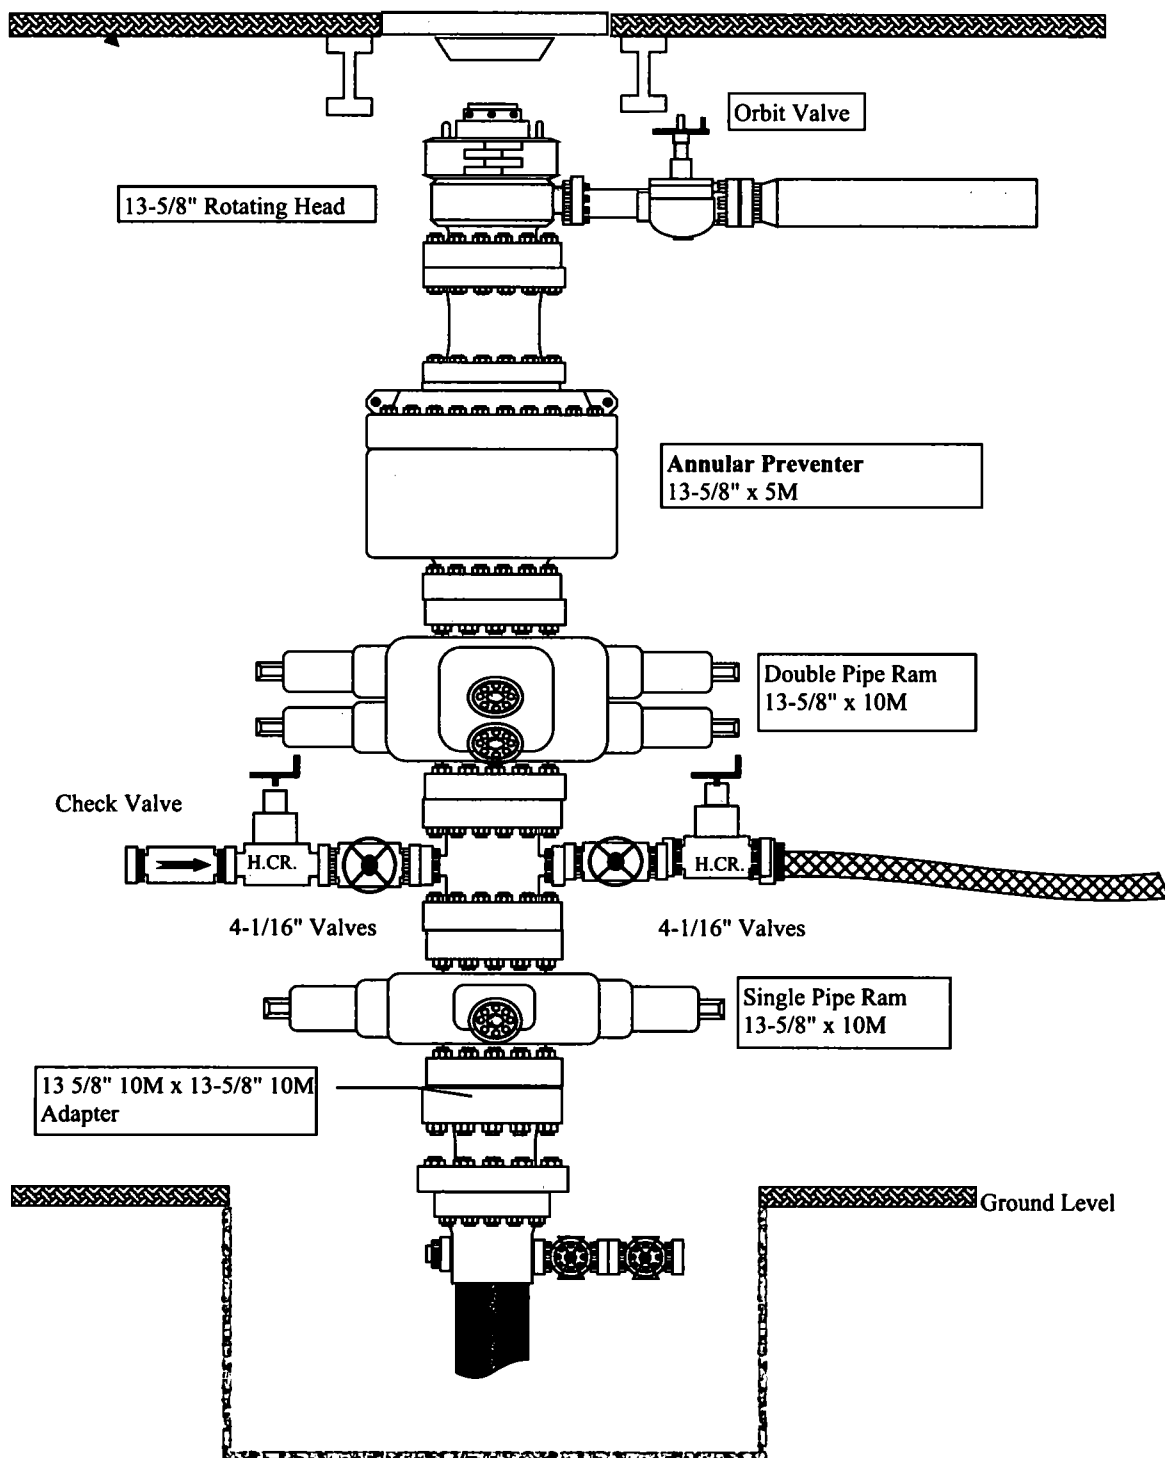 Orbit Valve
13-5/8" Rotating Head
Annular Preventer
13-5/8" x 5M
Double Pipe Ram
13-5/8" x 10M
Check Valve
H.CR.
H.CR.
4-1/16" Valves
4-1/16" Valves
Single Pipe Ram
13-5/8" x 10M
13 5/8" 10M x 13-5/8" 10M
Adapter
Ground Level